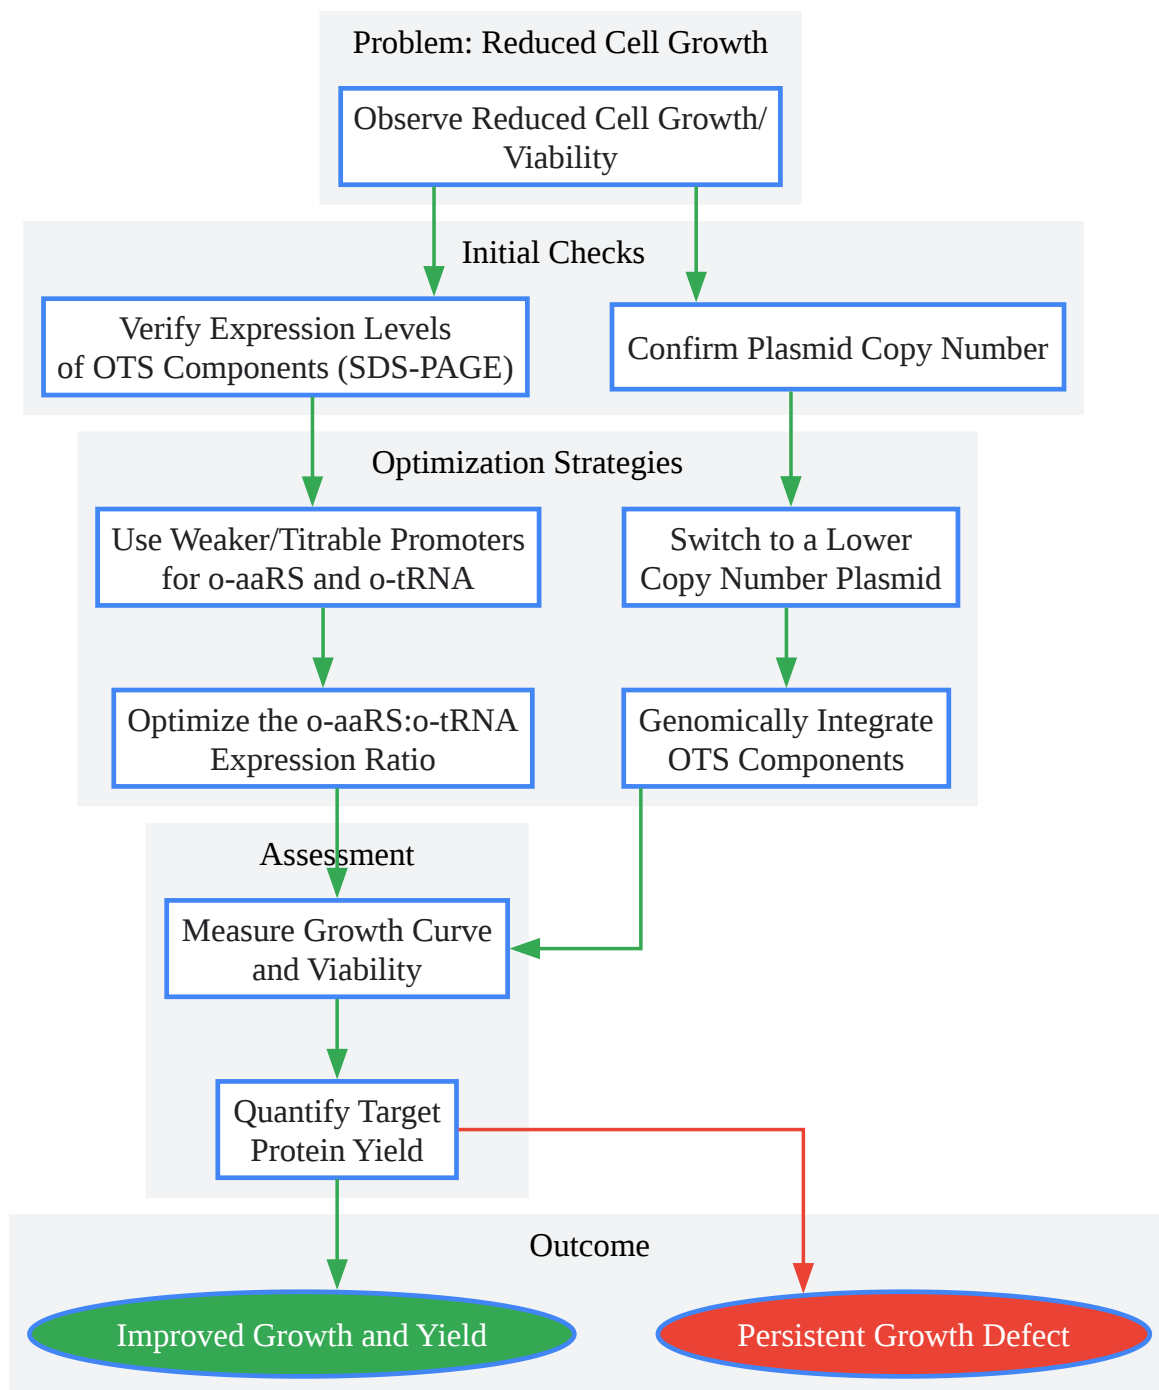 Problem: Reduced Cell Growth
Observe Reduced Cell Growth/
Viability
Initial Checks
Verify Expression Levels
of OTS Components (SDS-PAGE)
Confirm Plasmid Copy Number
Optimization Strategies
Use Weaker/Titrable Promoters
for o-aaRS and o-tRNA
Switch to a Lower
Copy Number Plasmid
Optimize the o-aaRS:o-tRNA
Expression Ratio
Genomically Integrate
OTS Components
Assessment
Measure Growth Curve
and Viability
Quantify Target
Protein Yield
Outcome
Improved Growth and Yield
Persistent Growth Defect